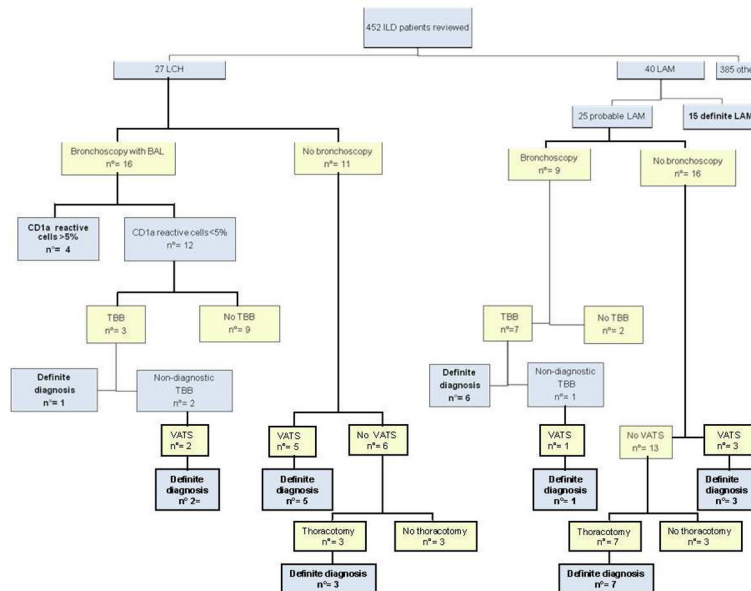 452 ILD patients reviewed
27 LCH
40 LAM
385 othe
25 probable LAM
15 definite LAM
Bronchoscopy with BAL
n°= 16
No bronchoscopy
n°= 11
Bronchoscopy
n°= 9
No bronchoscopy
n°= 16
CD1a reactive
cells >5%
n°= 4
CD1a reactive cells<5%
n°= 12
TBB
n°= 3
No TBB
n°= 9
TBB
n°=7
No TBB
n°= 2
Definite
diagnosis
n°= 1
Non-diagnostic
TBB
n°= 2
Definite
diagnosis
n°= 6
Non-diagnostic
TBB
n°= 1
VATS
n°= 2
VATS
n°= 5
No VATS
n°= 6
VATS
n°= 1
No VATS
n°= 13
VATS
n°= 3
Definite
diagnosis
n° 2=
Definite
diagnosis
n°= 5
Definite
diagnosis
n°= 1
Definite
diagnosis
n°= 3
Thoracotomy
n°= 3
No thoracotomy
n°= 3
Thoracotomy
n°= 7
No thoracotomy
n°= 3
Definite diagnosis
n°= 3
Definite diagnosis
n°= 7